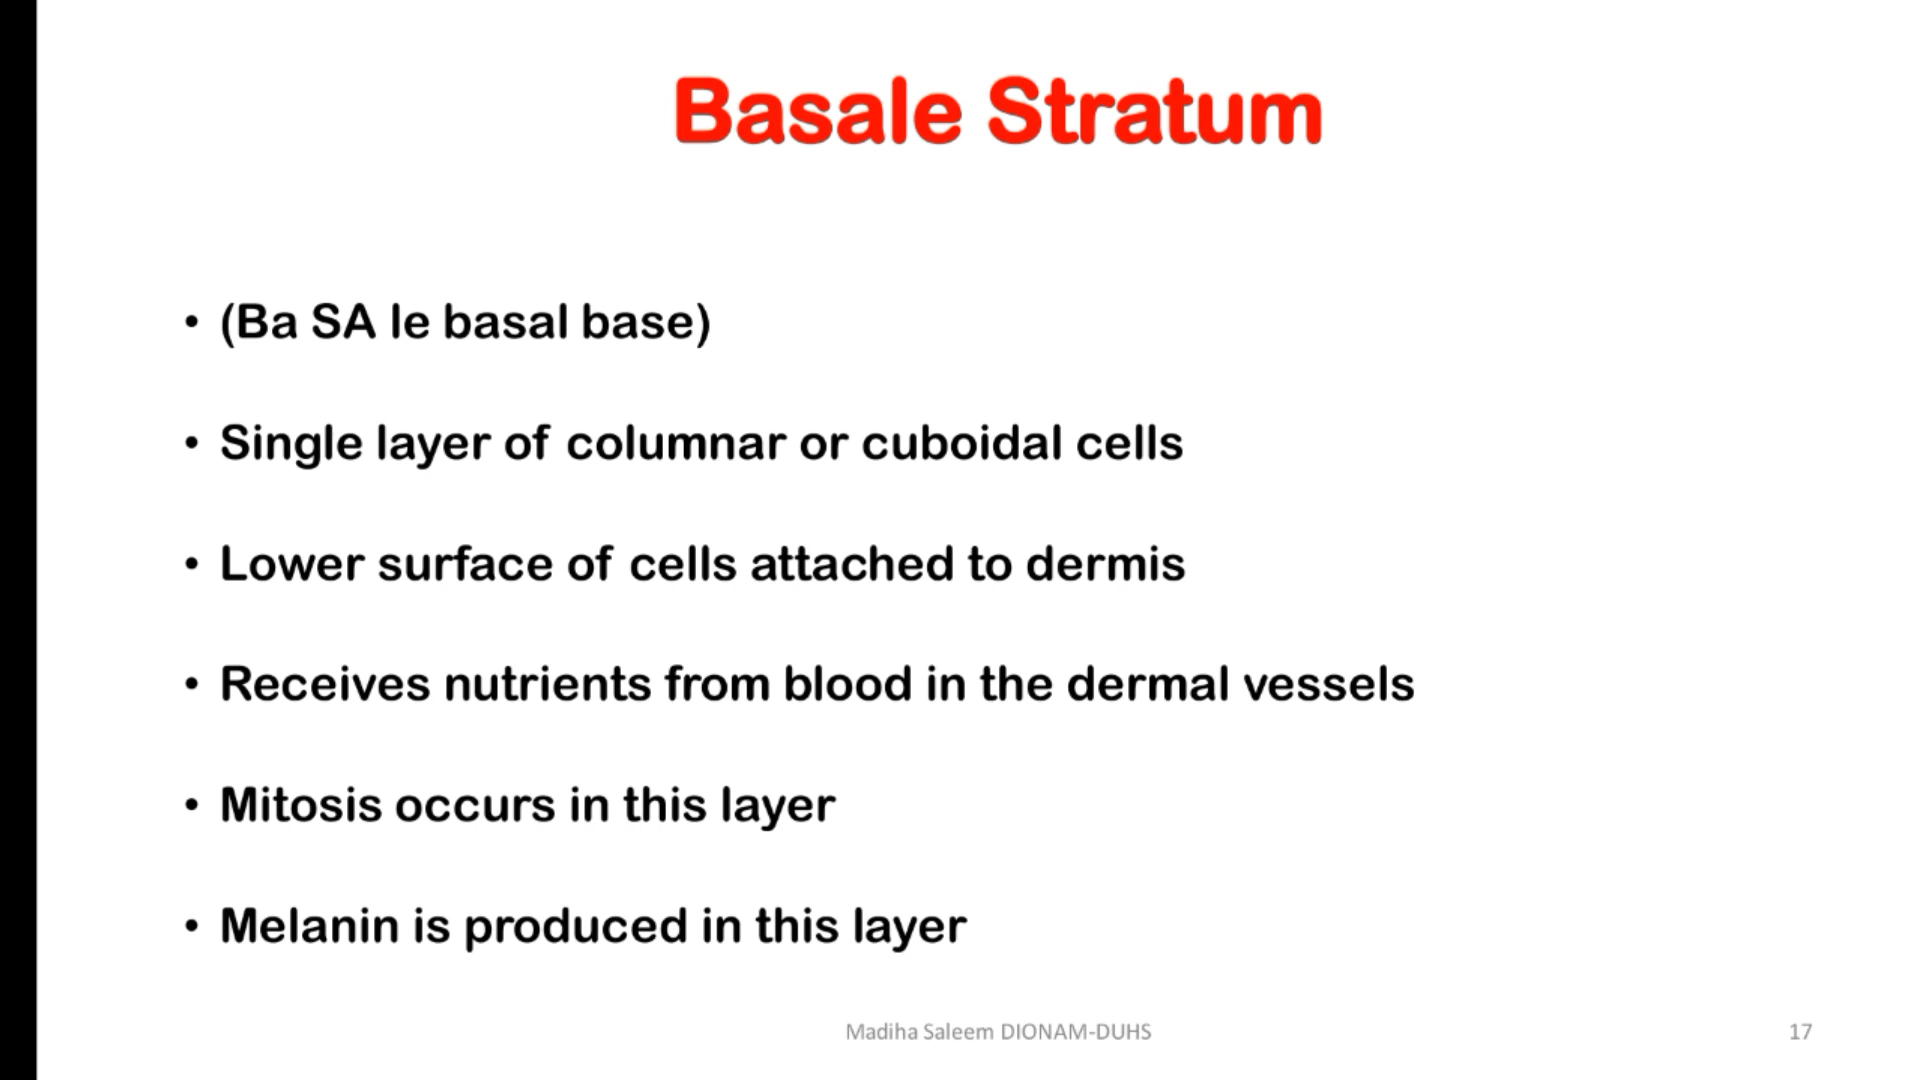 Basale Stratum
• (Ba SA le basal base)
• Single layer of columnar or cuboidal cells
• Lower surface of cells attached to dermis
• Receives nutrients from blood in the dermal vessels
• Mitosis occurs in this layer
• Melanin is produced in this layer
Madiha Saleem DIONAM-DUHS
17